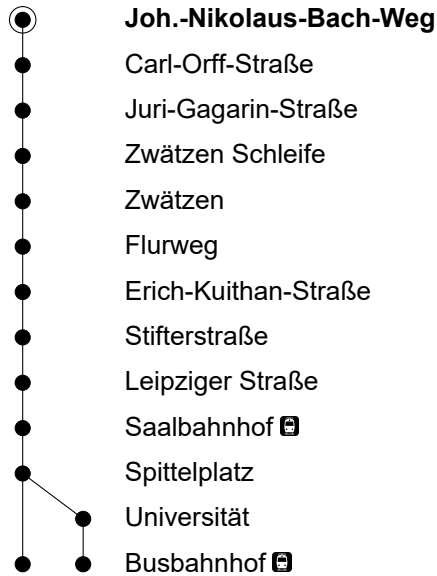 Joh.-Nikolaus-Bach-Weg
Carl-Orff-Straße
Juri-Gagarin-Straße
Zwätzen Schleife
Zwätzen
Flurweg
Erich-Kuithan-Straße
Stifterstraße
Leipziger Straße
Saalbahnhof
Spittelplatz
Universität
Busbahnhof